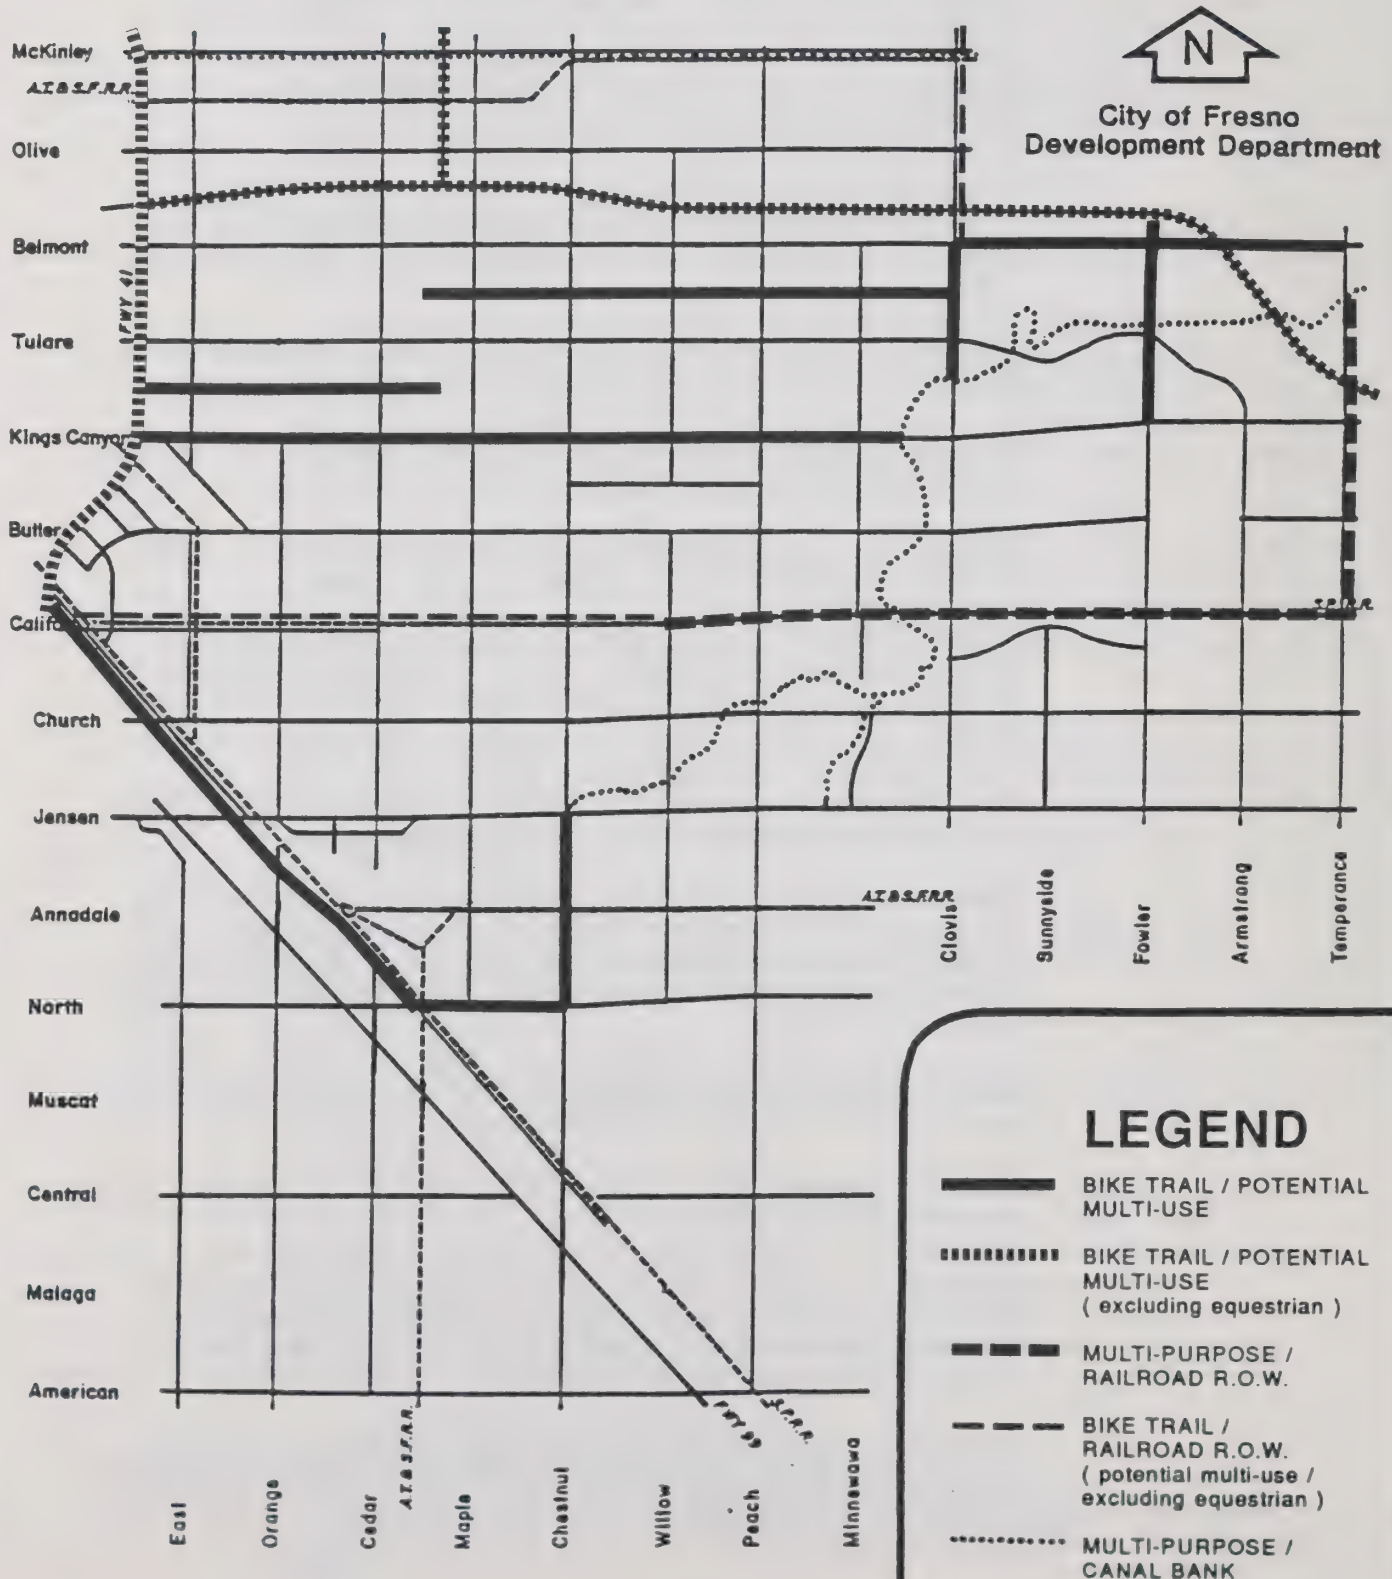 N
City of Fresno
Development Department
McKinley
A.T.& S.F.R.R.
Olive
Belmont
FWY 41
Tulare
Kings Canyon
Butler
Califo
S.P.R.R.
Church
Jensen
Annadale
A.T.& S.F.R.R.
North
Muscat
Central
Malaga
American
Clovis
Sunnyside
Fowler
Armstrong
Temperance
East
Orange
Cedar
A.T.& S.F.R.R.
Maple
Chestnut
Willow
FWY 99
Peach
S.P.R.R.
Minnewawa
LEGEND
BIKE TRAIL / POTENTIAL
MULTI-USE
BIKE TRAIL / POTENTIAL
MULTI-USE
( excluding equestrian )
MULTI-PURPOSE /
RAILROAD R.O.W.
BIKE TRAIL /
RAILROAD R.O.W.
( potential multi-use /
excluding equestrian )
MULTI-PURPOSE /
CANAL BANK